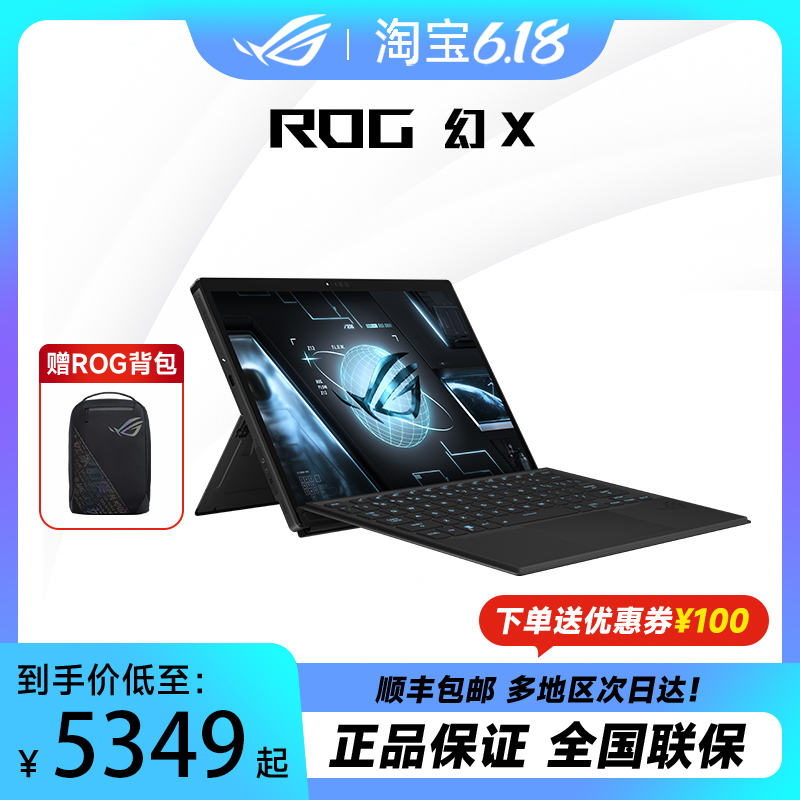 淘宝6.18
ROG 幻X
赠ROG背包
下单送优惠券¥100
到手价低至:
¥ 5349 起
顺丰包邮 多地区次日达!
正品保证 全国联保